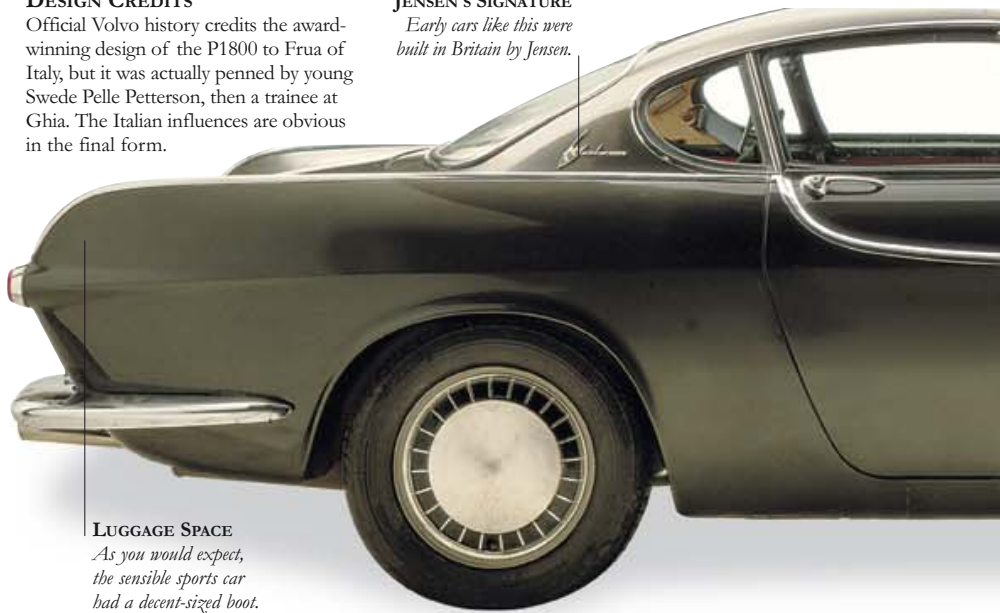 DESIGN CREDITS
Official Volvo history credits the award-
winning design of the P1800 to Frua of
Italy, but it was actually penned by young
Swede Pelle Petterson, then a trainee at
Ghia. The Italian influences are obvious
in the final form.
JENSEN'S SIGNATURE
Early cars like this were
built in Britain by Jensen.
LUGGAGE SPACE
As you would expect,
the sensible sports car
had a decent-sized boot.